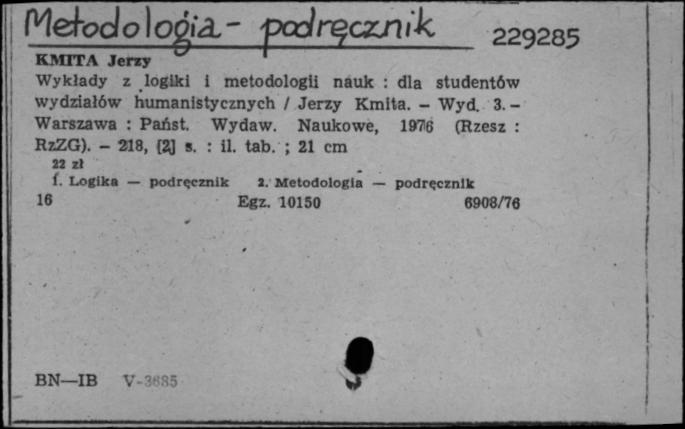 Metodologia - podręcznik 229285
KMITA Jerzy
Wykłady z logiki i metodologii nauk : dla studentów
wydziałów humanistycznych / Jerzy Kmita. – Wyd. 3. –
Warszawa : Państ. Wydaw. Naukowe, 1976 (Rzesz :
RzZG). – 218, [2] s. : il. tab. ; 21 cm
22 zł
1. Logika — podręcznik 2. Metodologia — podręcznik
16 Egz. 10150 6908/76
BN—IB V-3685